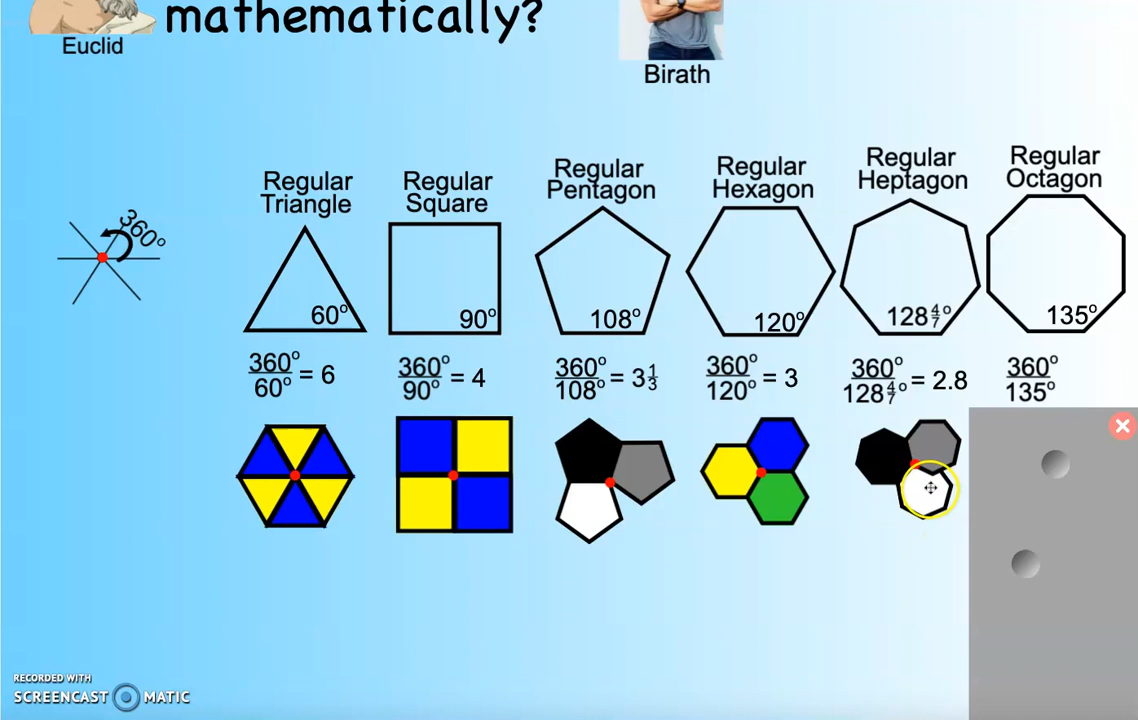 mathematically?
Euclid
Birath
360°
Regular
Triangle
Regular
Square
Regular
Pentagon
Regular
Hexagon
Regular
Heptagon
Regular
Octagon
60°
90°
108°
120°
128 4/7°
135°
360°/60° = 6
360°/90° = 4
360°/108° = 3 1/3
360°/120° = 3
360°/128 4/7° = 2.8
360°/135°
RECORDED WITH
SCREENCAST MATIC